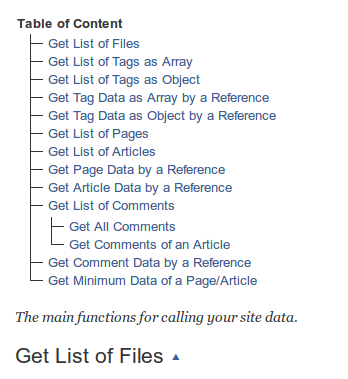 Table of Content
Get List of Files
Get List of Tags as Array
Get List of Tags as Object
Get Tag Data as Array by a Reference
Get Tag Data as Object by a Reference
Get List of Pages
Get List of Articles
Get Page Data by a Reference
Get Article Data by a Reference
Get List of Comments
Get All Comments
Get Comments of an Article
Get Comment Data by a Reference
Get Minimum Data of a Page/Article
The main functions for calling your site data.
Get List of Files ▲